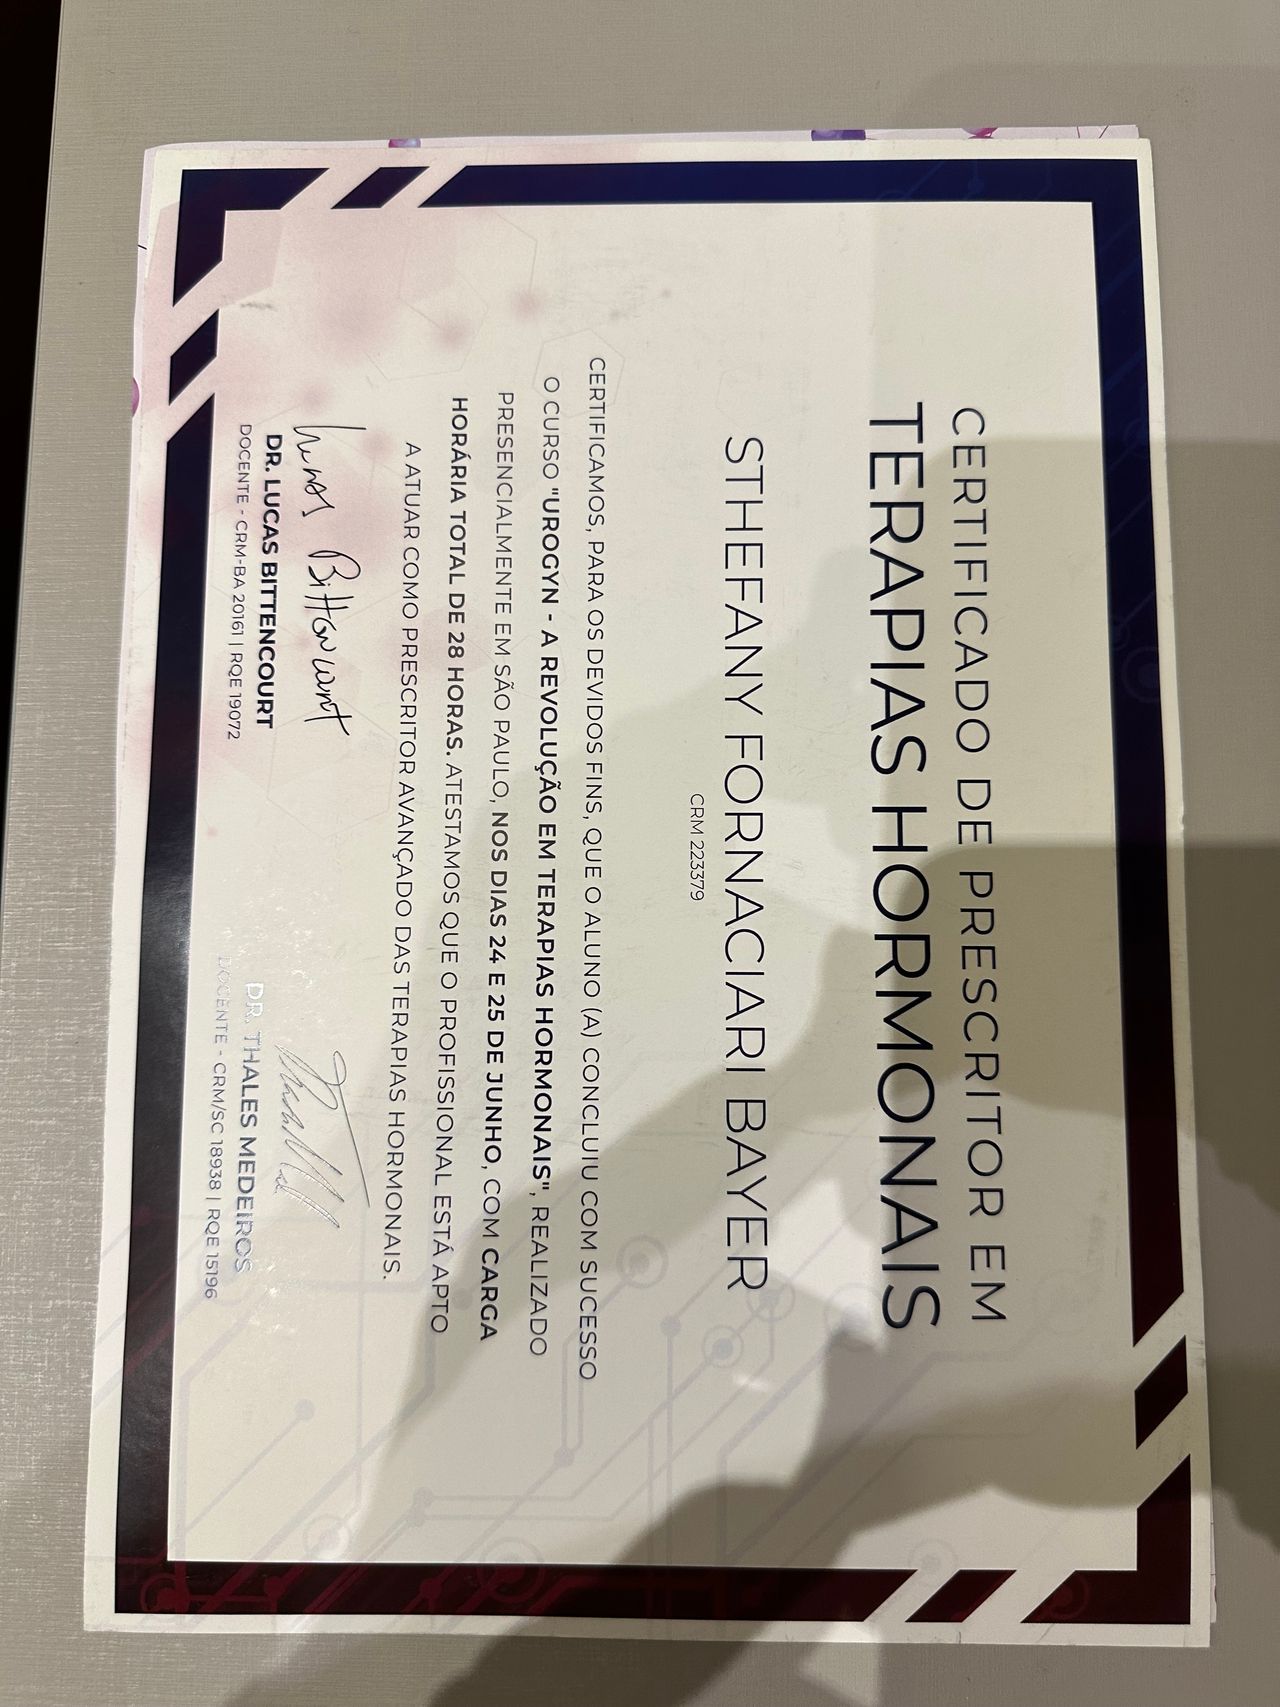 CERTIFICADO DE PRESCRITOR EM
TERAPIAS HORMONAIS
STHEFANY FORNACIARI BAYER
CRM 223379
CERTIFICAMOS, PARA OS DEVIDOS FINS, QUE O ALUNO (A) CONCLUIU COM SUCESSO
O CURSO "UROGYN - A REVOLUÇÃO EM TERAPIAS HORMONAIS", REALIZADO
PRESENCIALMENTE EM SÃO PAULO, NOS DIAS 24 E 25 DE JUNHO, COM CARGA
HORÁRIA TOTAL DE 28 HORAS. ATESTAMOS QUE O PROFISSIONAL ESTÁ APTO
A ATUAR COMO PRESCRITOR AVANÇADO DAS TERAPIAS HORMONAIS.
Lucas Bittencourt
DR. LUCAS BITTENCOURT
DOCENTE - CRM-BA 20161 | RQE 19072
DR. THALES MEDEIROS
DOCENTE - CRM/SC 18938 | RQE 15196